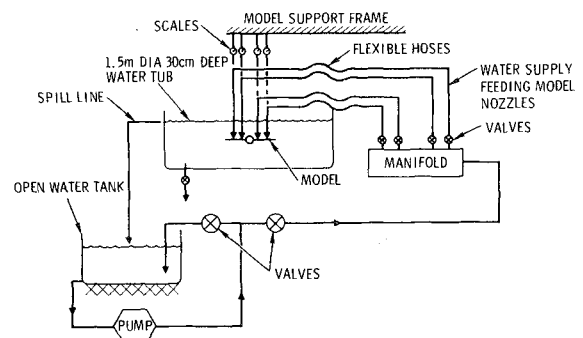 MODEL SUPPORT FRAME
SCALES
FLEXIBLE HOSES
1.5m DIA 30cm DEEP
WATER TUB
WATER SUPPLY
FEEDING MODEL
NOZZLES
SPILL LINE
VALVES
MODEL
MANIFOLD
OPEN WATER TANK
VALVES
PUMP